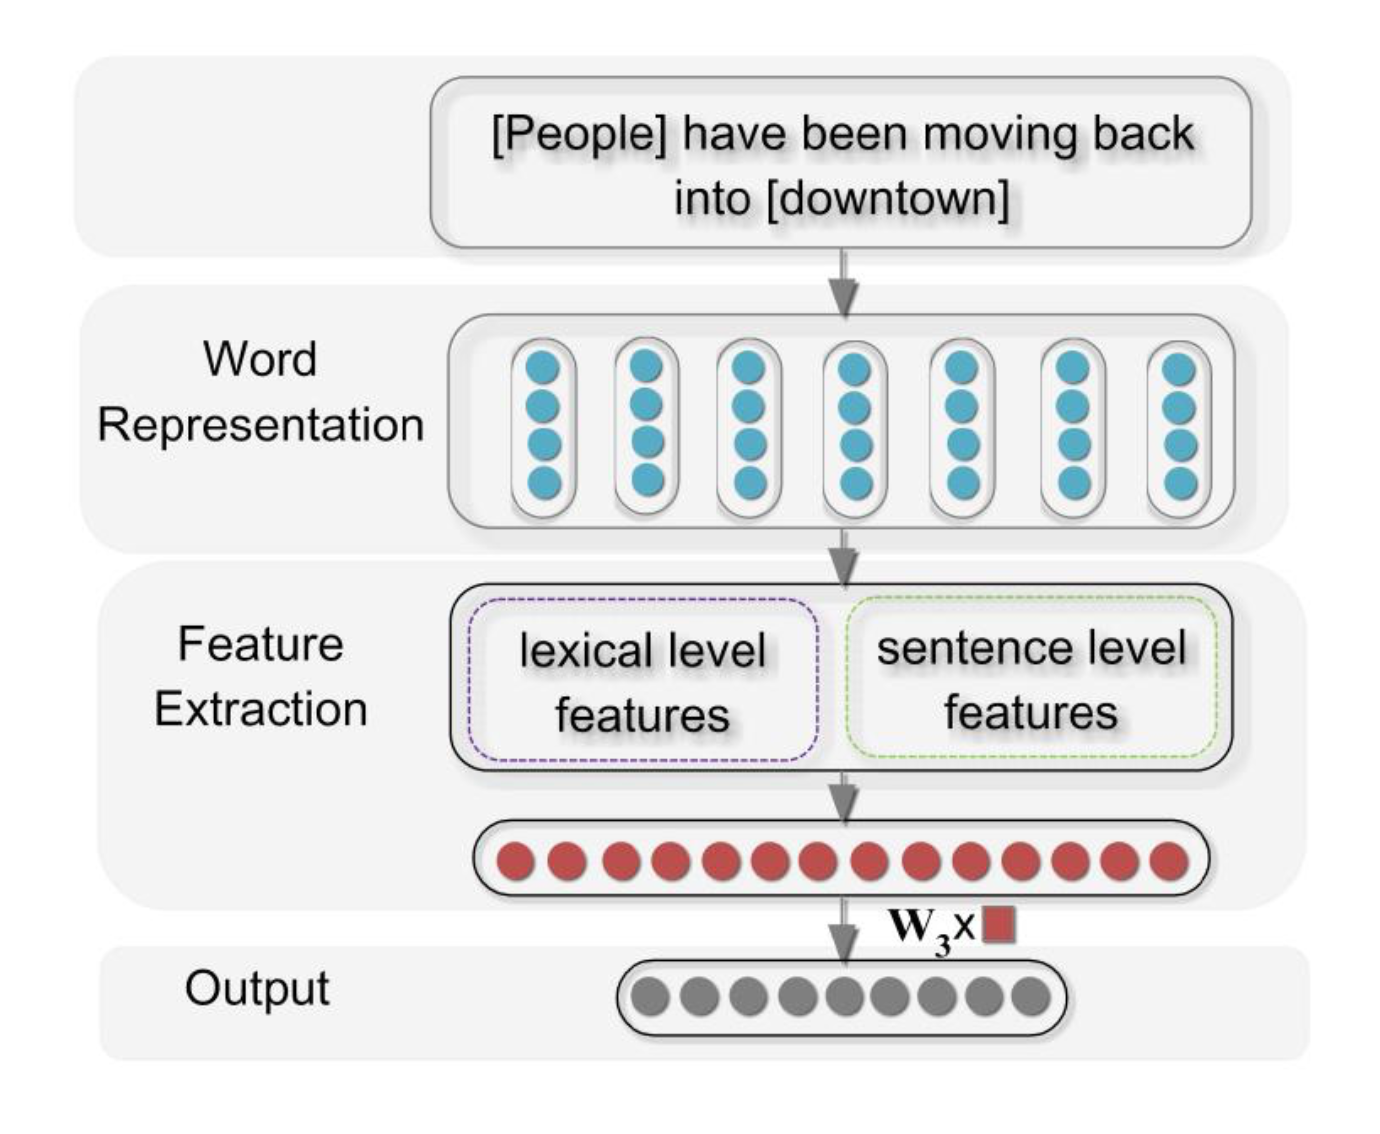 [People] have been moving back
into [downtown]
Word
Representation
Feature
Extraction
lexical level
features
sentence level
features
W₃x
Output